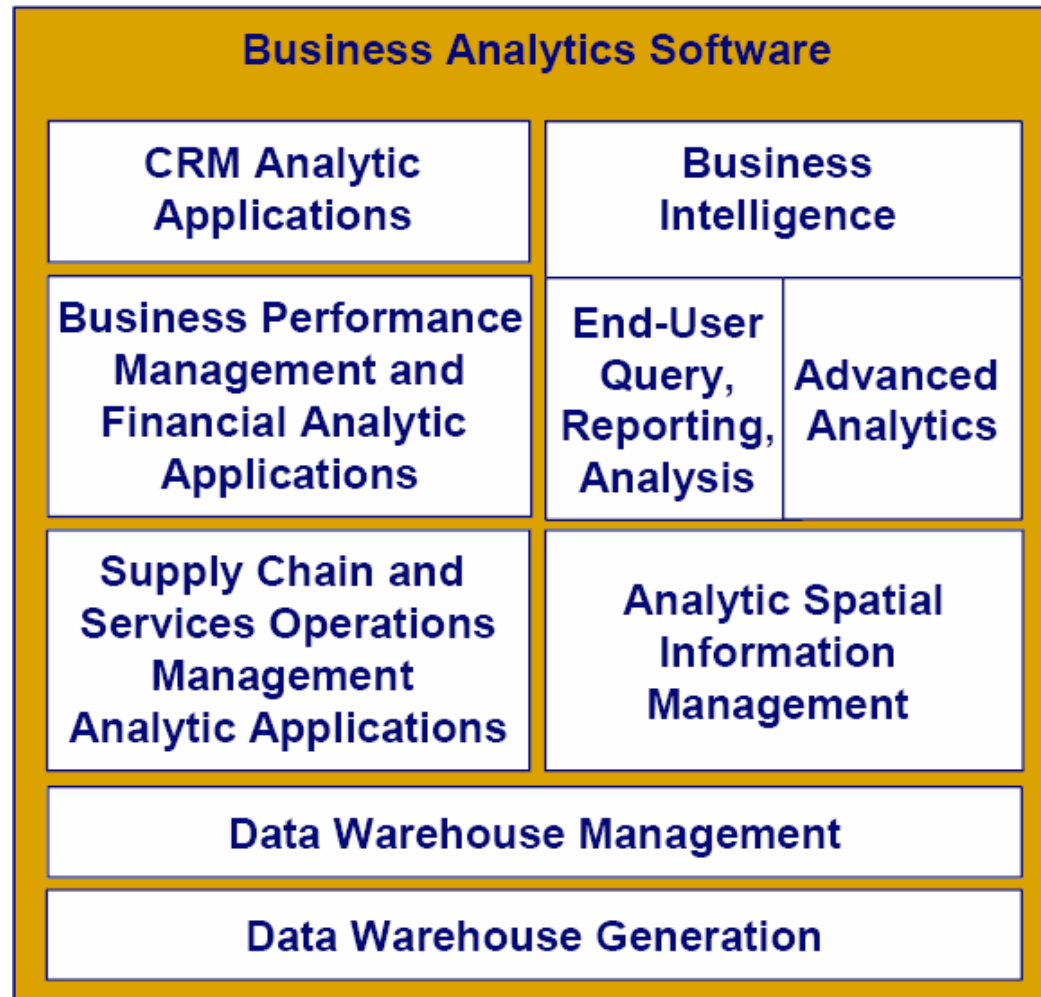 Business Analytics Software
CRM Analytic
Applications
Business
Intelligence
Business Performance
Management and
Financial Analytic
Applications
End-User
Query,
Reporting,
Analysis
Advanced
Analytics
Supply Chain and
Services Operations
Management
Analytic Applications
Analytic Spatial
Information
Management
Data Warehouse Management
Data Warehouse Generation